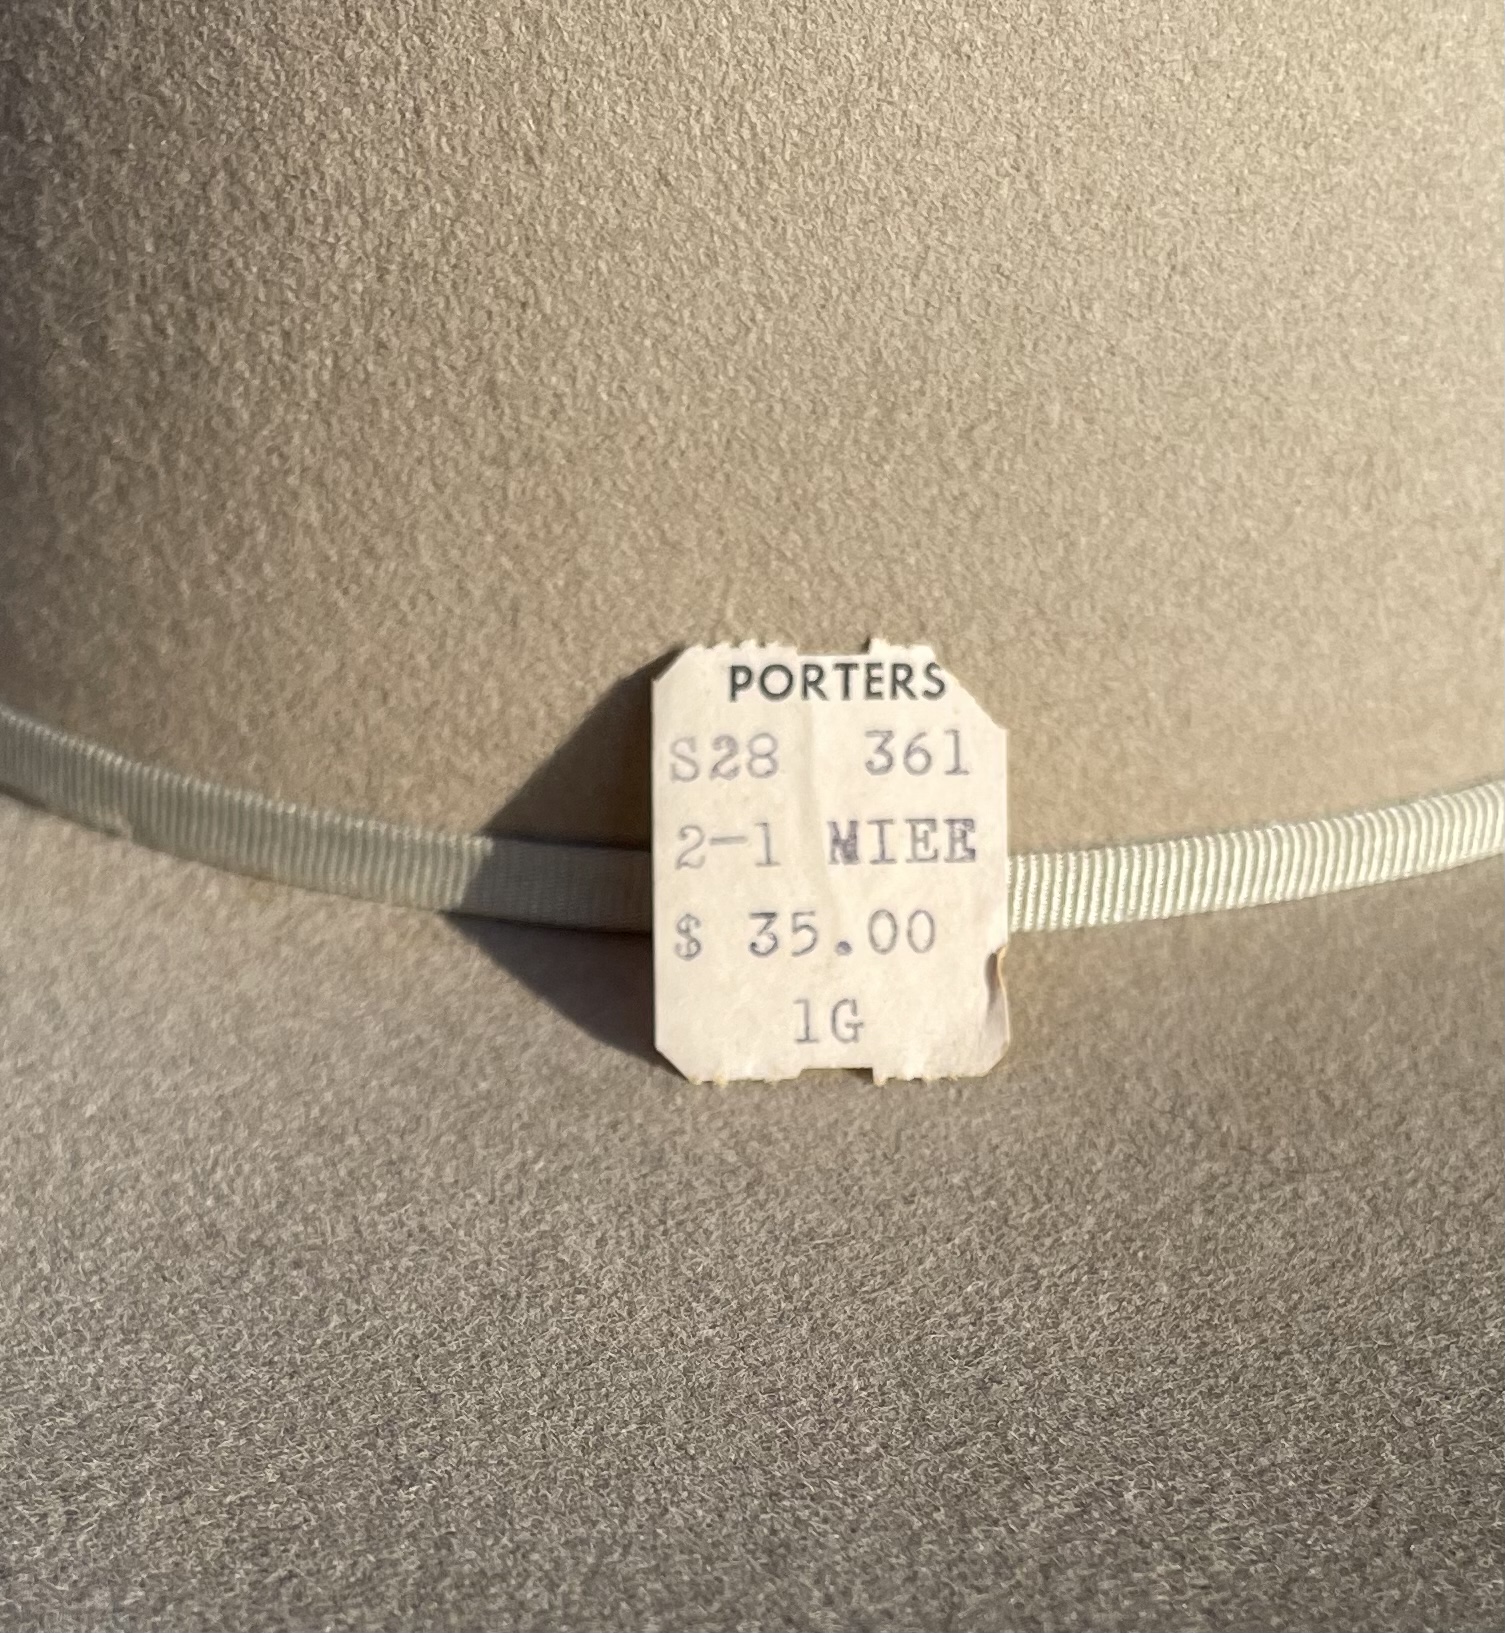 PORTERS
S28 361
2-1 MIEE
$ 35.00
1G